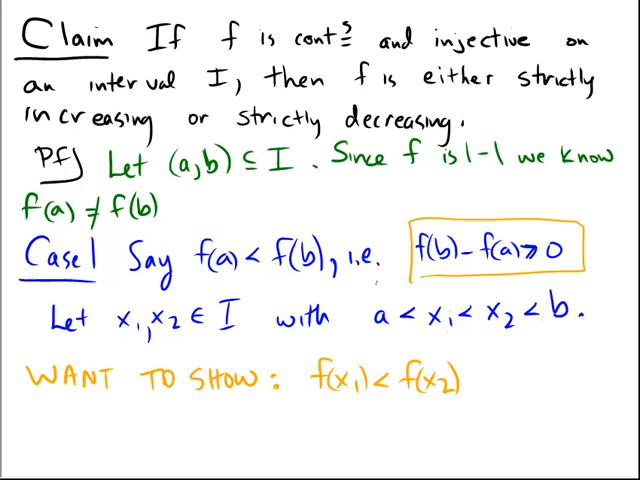 Claim If f is cont s and injective on
an interval I, then f is either strictly
increasing or strictly decreasing.
Pf) Let (a,b) ⊆ I. Since f is 1-1 we know
f(a) ≠ f(b)
Case 1 Say f(a) < f(b), i.e. f(b) - f(a) > 0
Let x₁, x₂ ∈ I with a < x₁ < x₂ < b.
WANT TO SHOW: f(x₁) < f(x₂)